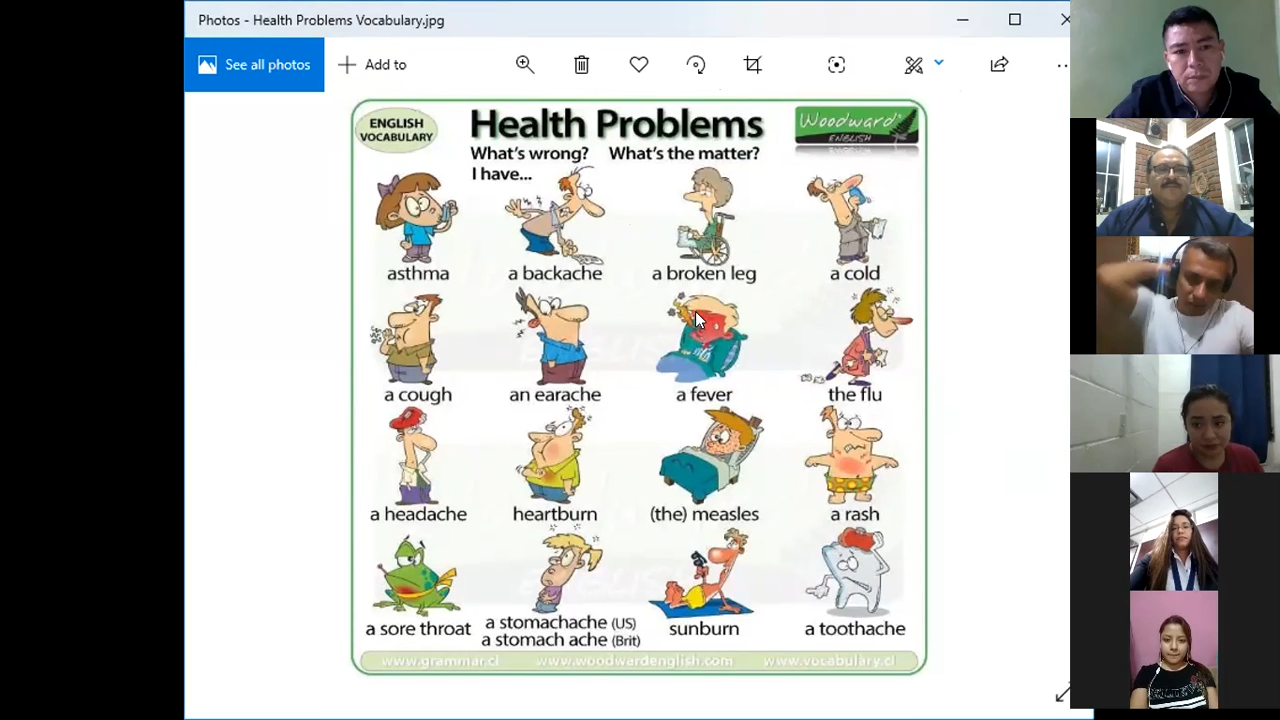 Photos - Health Problems Vocabulary.jpg
See all photos
Add to
ENGLISH
VOCABULARY
Health Problems
Woodward
ENGLISH
What's wrong? What's the matter?
I have...
asthma a backache a broken leg a cold
a cough an earache a fever the flu
a headache heartburn (the) measles a rash
a sore throat a stomachache (US) sunburn a toothache
a stomach ache (Brit)
www.grammar.cl www.woodwardenglish.com www.vocabulary.cl